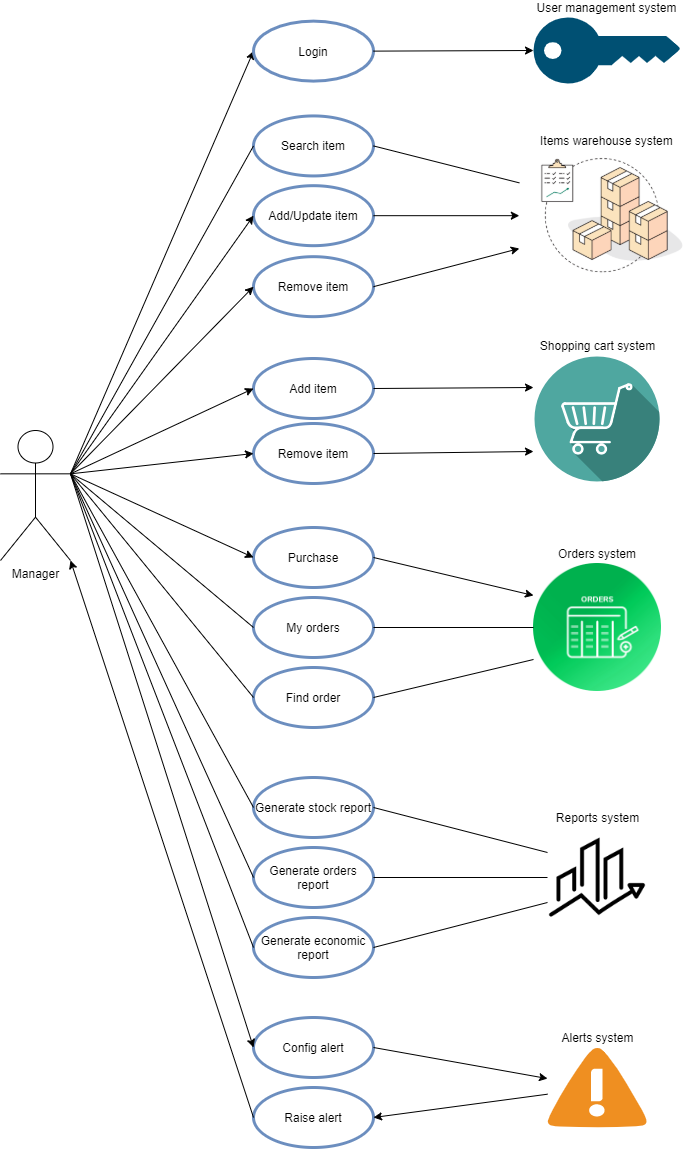 User management system
Login
Items warehouse system
Search item
Add/Update item
Remove item
Shopping cart system
Add item
Remove item
Manager
Orders system
Purchase
ORDERS
My orders
Find order
Reports system
Generate stock report
Generate orders
report
Generate economic
report
Alerts system
Config alert
Raise alert